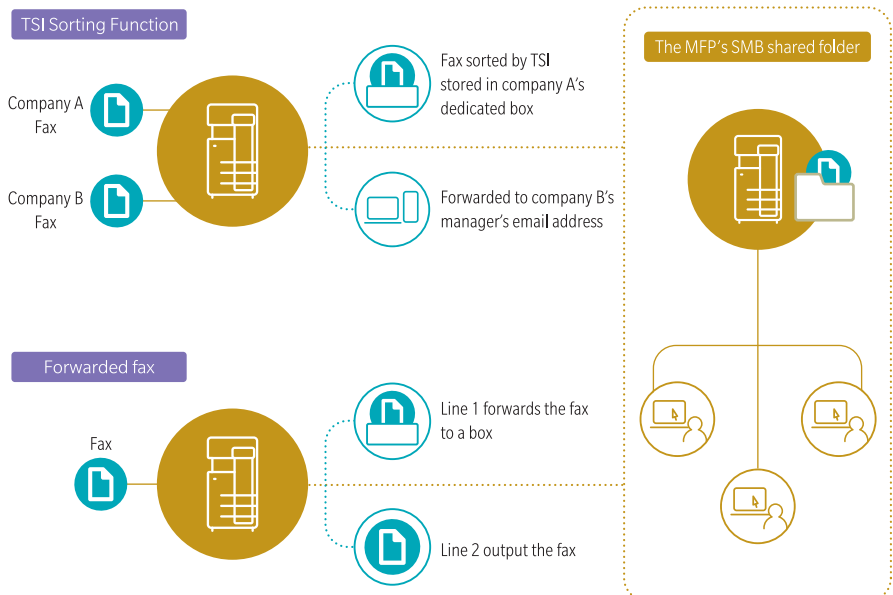 TSI Sorting Function
Company A
Fax
Company B
Fax
Fax sorted by TSI
stored in company A's
dedicated box
Forwarded to company B's
manager's email address
The MFP's SMB shared folder
Forwarded fax
Fax
Line 1 forwards the fax
to a box
Line 2 output the fax